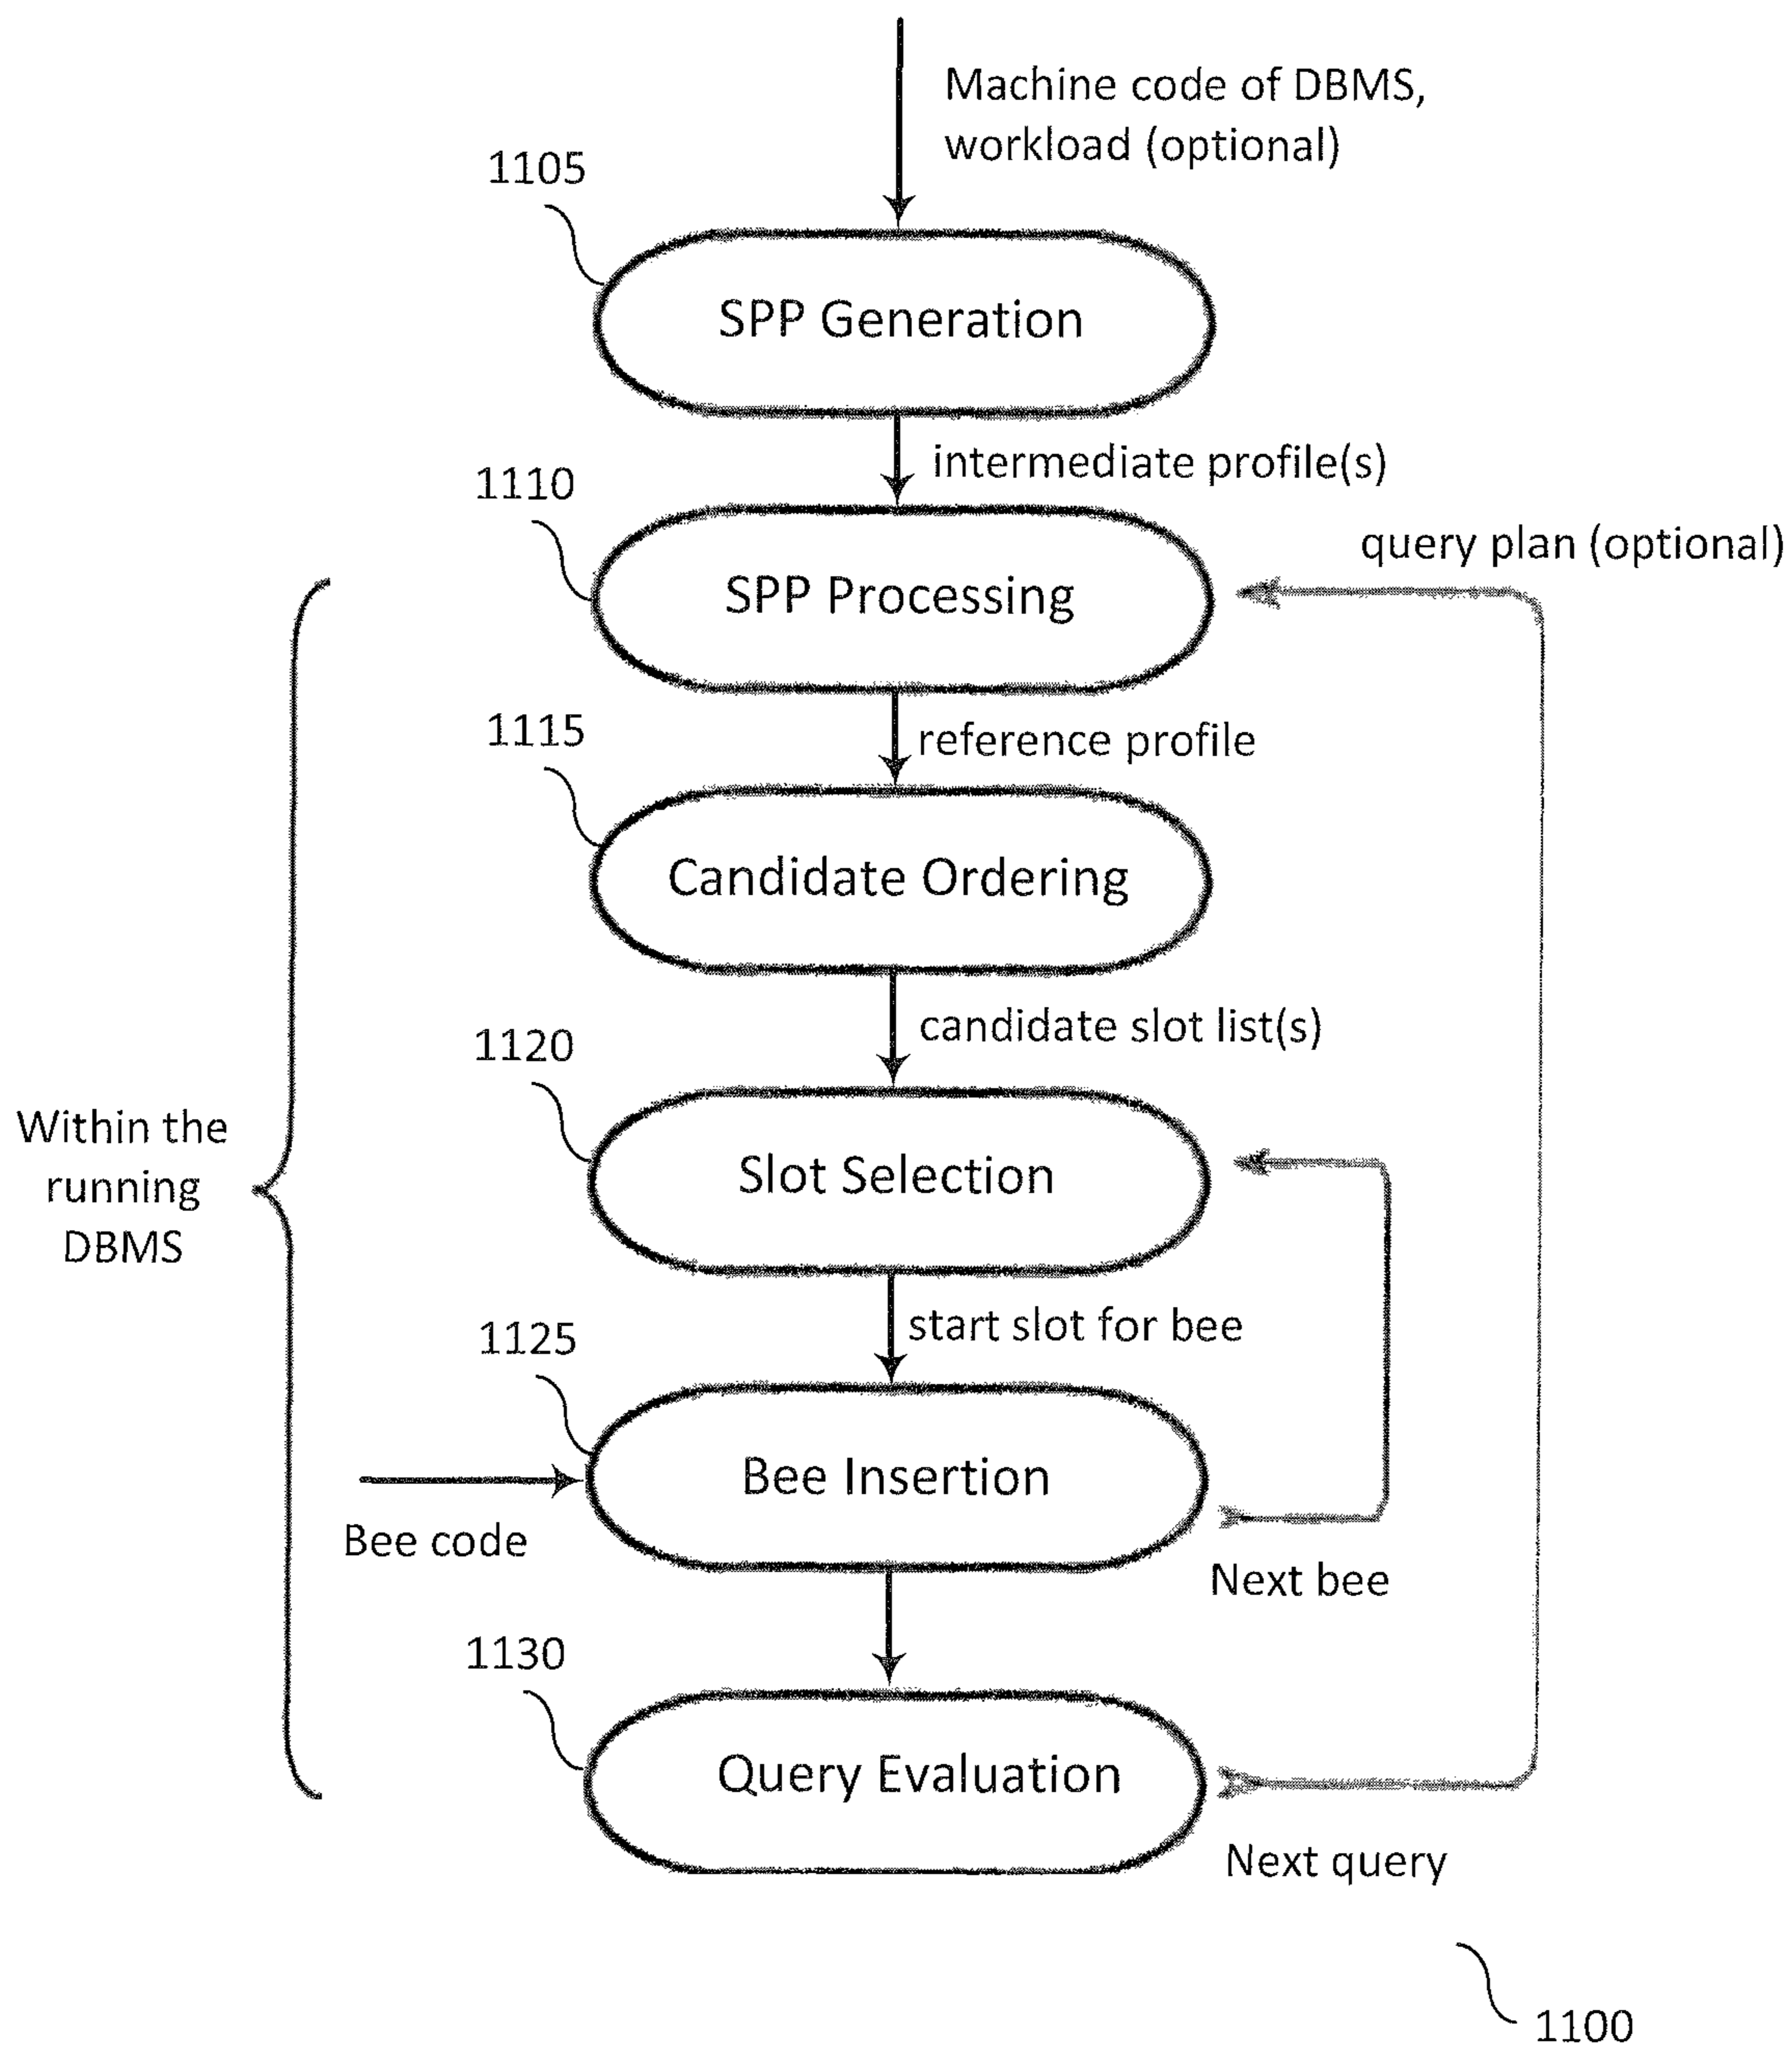 Machine code of DBMS,
workload (optional)
1105
SPP Generation
intermediate profile(s)
1110
query plan (optional)
SPP Processing
1115
reference profile
Candidate Ordering
candidate slot list(s)
1120
Within the
running
DBMS
Slot Selection
start slot for bee
1125
Bee Insertion
Bee code
Next bee
1130
Query Evaluation
Next query
1100